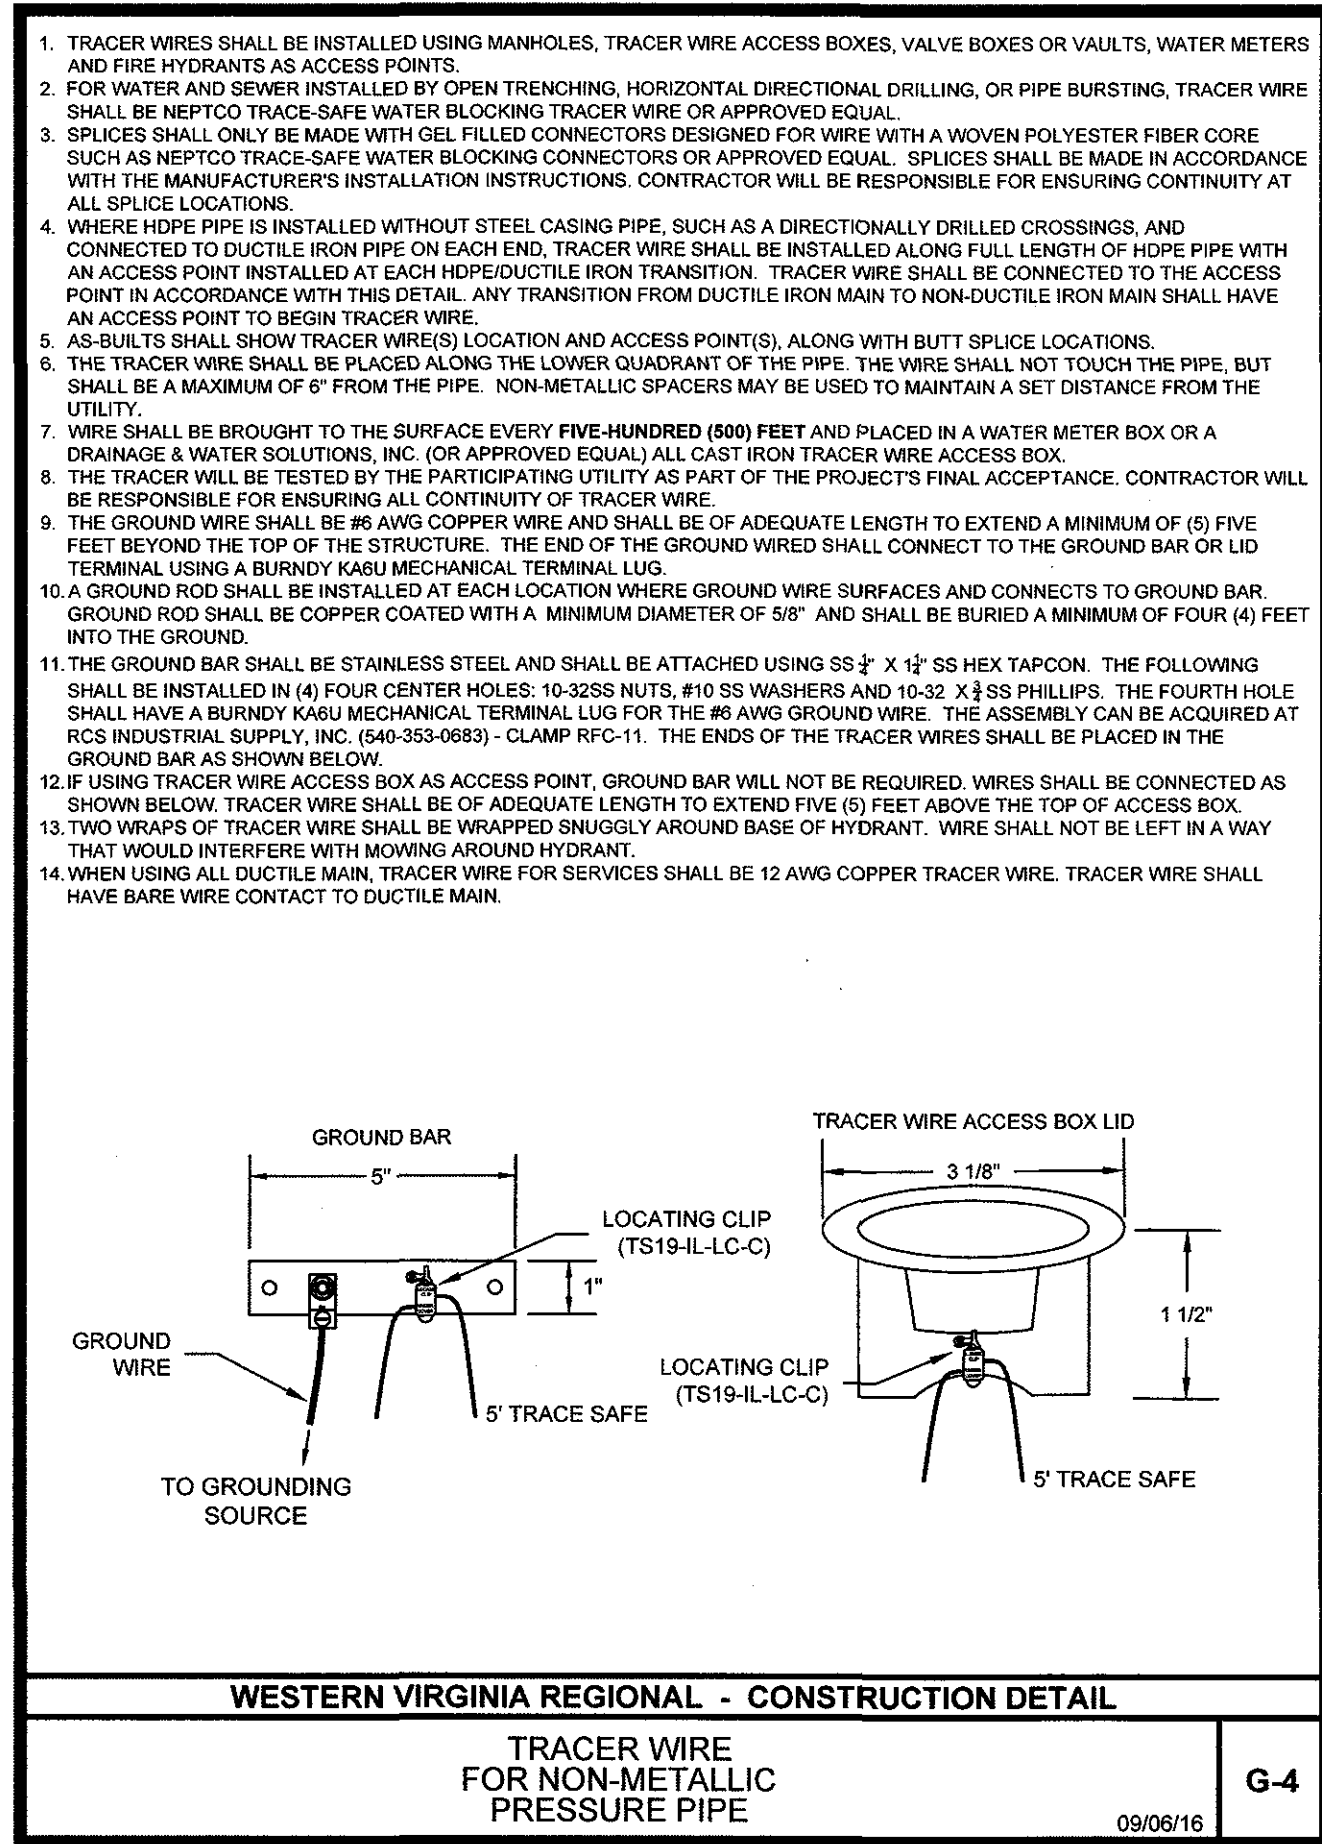 1. TRACER WIRES SHALL BE INSTALLED USING MANHOLES, TRACER WIRE ACCESS BOXES, VALVE BOXES OR VAULTS, WATER METERS
AND FIRE HYDRANTS AS ACCESS POINTS.
2. FOR WATER AND SEWER INSTALLED BY OPEN TRENCHING, HORIZONTAL DIRECTIONAL DRILLING, OR PIPE BURSTING, TRACER WIRE
SHALL BE NEPTCO TRACE-SAFE WATER BLOCKING TRACER WIRE OR APPROVED EQUAL.
3. SPLICES SHALL ONLY BE MADE WITH GEL FILLED CONNECTORS DESIGNED FOR WIRE WITH A WOVEN POLYESTER FIBER CORE
SUCH AS NEPTCO TRACE-SAFE WATER BLOCKING CONNECTORS OR APPROVED EQUAL. SPLICES SHALL BE MADE IN ACCORDANCE
WITH THE MANUFACTURER'S INSTALLATION INSTRUCTIONS. CONTRACTOR WILL BE RESPONSIBLE FOR ENSURING CONTINUITY AT
ALL SPLICE LOCATIONS.
4. WHERE HDPE PIPE IS INSTALLED WITHOUT STEEL CASING PIPE, SUCH AS A DIRECTIONALLY DRILLED CROSSINGS, AND
CONNECTED TO DUCTILE IRON PIPE ON EACH END, TRACER WIRE SHALL BE INSTALLED ALONG FULL LENGTH OF HDPE PIPE WITH
AN ACCESS POINT INSTALLED AT EACH HDPE/DUCTILE IRON TRANSITION. TRACER WIRE SHALL BE CONNECTED TO THE ACCESS
POINT IN ACCORDANCE WITH THIS DETAIL. ANY TRANSITION FROM DUCTILE IRON MAIN TO NON-DUCTILE IRON MAIN SHALL HAVE
AN ACCESS POINT TO BEGIN TRACER WIRE.
5. AS-BUILTS SHALL SHOW TRACER WIRE(S) LOCATION AND ACCESS POINT(S), ALONG WITH BUTT SPLICE LOCATIONS.
6. THE TRACER WIRE SHALL BE PLACED ALONG THE LOWER QUADRANT OF THE PIPE. THE WIRE SHALL NOT TOUCH THE PIPE, BUT
SHALL BE A MAXIMUM OF 6" FROM THE PIPE. NON-METALLIC SPACERS MAY BE USED TO MAINTAIN A SET DISTANCE FROM THE
UTILITY.
7. WIRE SHALL BE BROUGHT TO THE SURFACE EVERY FIVE-HUNDRED (500) FEET AND PLACED IN A WATER METER BOX OR A
DRAINAGE & WATER SOLUTIONS, INC. (OR APPROVED EQUAL) ALL CAST IRON TRACER WIRE ACCESS BOX.
8. THE TRACER WILL BE TESTED BY THE PARTICIPATING UTILITY AS PART OF THE PROJECT'S FINAL ACCEPTANCE. CONTRACTOR WILL
BE RESPONSIBLE FOR ENSURING ALL CONTINUITY OF TRACER WIRE.
9. THE GROUND WIRE SHALL BE #6 AWG COPPER WIRE AND SHALL BE OF ADEQUATE LENGTH TO EXTEND A MINIMUM OF (5) FIVE
FEET BEYOND THE TOP OF THE STRUCTURE. THE END OF THE GROUND WIRED SHALL CONNECT TO THE GROUND BAR OR LID
TERMINAL USING A BURNDY KA6U MECHANICAL TERMINAL LUG.
10. A GROUND ROD SHALL BE INSTALLED AT EACH LOCATION WHERE GROUND WIRE SURFACES AND CONNECTS TO GROUND BAR.
GROUND ROD SHALL BE COPPER COATED WITH A MINIMUM DIAMETER OF 5/8" AND SHALL BE BURIED A MINIMUM OF FOUR (4) FEET
INTO THE GROUND.
11. THE GROUND BAR SHALL BE STAINLESS STEEL AND SHALL BE ATTACHED USING SS 1/4" X 1 1/4" SS HEX TAPCON. THE FOLLOWING
SHALL BE INSTALLED IN (4) FOUR CENTER HOLES: 10-32SS NUTS, #10 SS WASHERS AND 10-32 X 3/4 SS PHILLIPS. THE FOURTH HOLE
SHALL HAVE A BURNDY KA6U MECHANICAL TERMINAL LUG FOR THE #6 AWG GROUND WIRE. THE ASSEMBLY CAN BE ACQUIRED AT
RCS INDUSTRIAL SUPPLY, INC. (540-353-0683) - CLAMP RFC-11. THE ENDS OF THE TRACER WIRES SHALL BE PLACED IN THE
GROUND BAR AS SHOWN BELOW.
12. IF USING TRACER WIRE ACCESS BOX AS ACCESS POINT, GROUND BAR WILL NOT BE REQUIRED. WIRES SHALL BE CONNECTED AS
SHOWN BELOW. TRACER WIRE SHALL BE OF ADEQUATE LENGTH TO EXTEND FIVE (5) FEET ABOVE THE TOP OF ACCESS BOX.
13. TWO WRAPS OF TRACER WIRE SHALL BE WRAPPED SNUGGLY AROUND BASE OF HYDRANT. WIRE SHALL NOT BE LEFT IN A WAY
THAT WOULD INTERFERE WITH MOWING AROUND HYDRANT.
14. WHEN USING ALL DUCTILE MAIN, TRACER WIRE FOR SERVICES SHALL BE 12 AWG COPPER TRACER WIRE. TRACER WIRE SHALL
HAVE BARE WIRE CONTACT TO DUCTILE MAIN.
GROUND BAR
5"
LOCATING CLIP
(TS19-IL-LC-C)
1"
GROUND
WIRE
5' TRACE SAFE
TO GROUNDING
SOURCE
TRACER WIRE ACCESS BOX LID
3 1/8"
1 1/2"
LOCATING CLIP
(TS19-IL-LC-C)
5' TRACE SAFE
WESTERN VIRGINIA REGIONAL - CONSTRUCTION DETAIL
TRACER WIRE
FOR NON-METALLIC
PRESSURE PIPE
09/06/16
G-4